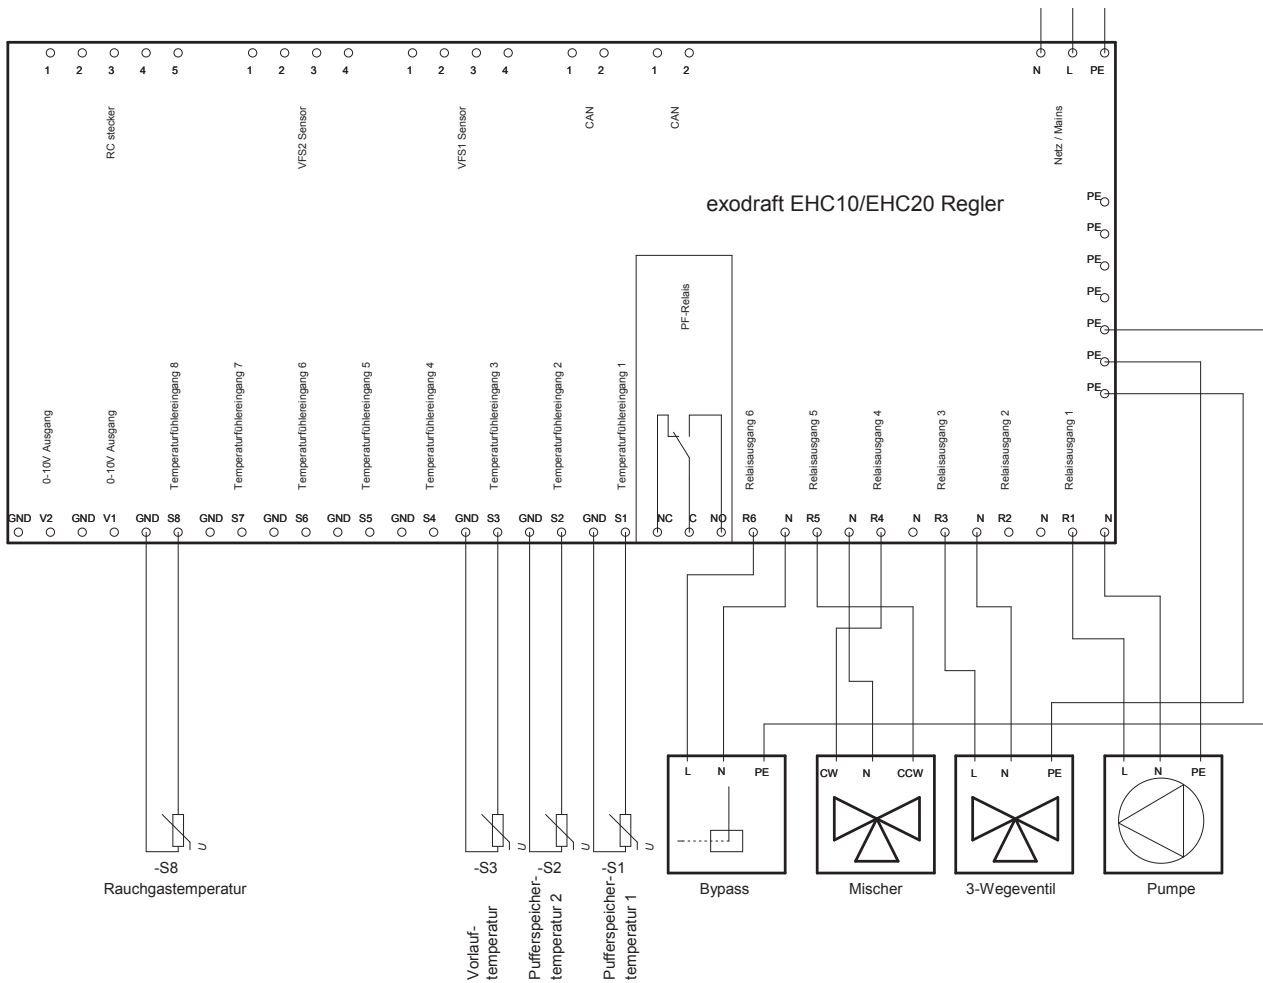 1 2 3 4 5 1 2 3 4 1 2 3 4 1 2 1 2 N L PE
RC stecker
VFS2 Sensor
VFS1 Sensor
CAN
CAN
Netz / Mains
exodraft EHC10/EHC20 Regler
PE
PE
PE
PE
PE
PE
PE
PF-Relais
0-10V Ausgang
0-10V Ausgang
Temperaturfühlereingang 8
Temperaturfühlereingang 7
Temperaturfühlereingang 6
Temperaturfühlereingang 5
Temperaturfühlereingang 4
Temperaturfühlereingang 3
Temperaturfühlereingang 2
Temperaturfühlereingang 1
Relaisausgang 6
Relaisausgang 5
Relaisausgang 4
Relaisausgang 3
Relaisausgang 2
Relaisausgang 1
GND V2 GND V1 GND S8 GND S7 GND S6 GND S5 GND S4 GND S3 GND S2 GND S1 NC C NO R6 N R5 N R4 N R3 N R2 N R1 N
L N PE
CW N CCW
L N PE
L N PE
U
U
U
U
-S8
Rauchgastemperatur
-S3
Vorlauf-
temperatur
-S2
Pufferspeicher-
temperatur 2
-S1
Pufferspeicher-
temperatur 1
Bypass
Mischer
3-Wegeventil
Pumpe